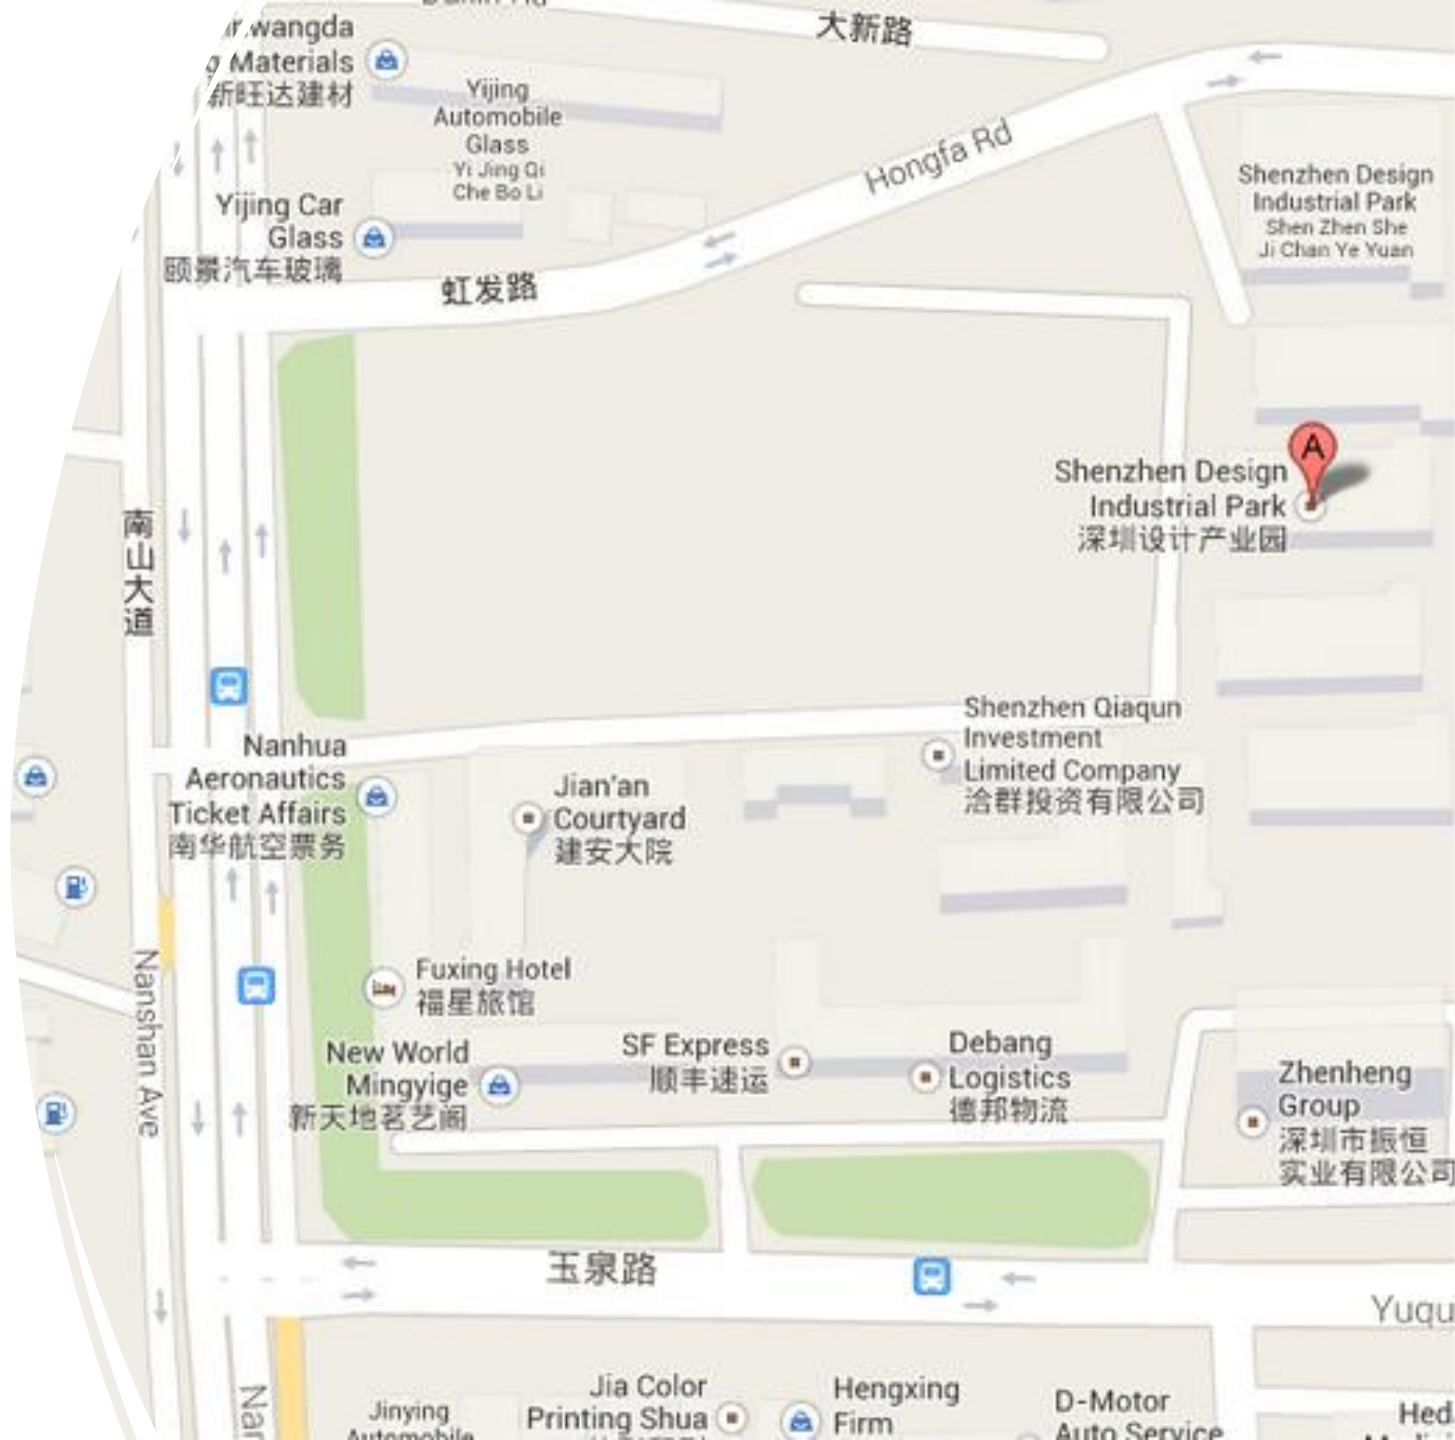 大新路
Materials
新旺达建材
Yijing
Automobile
Glass
Yi Jing Qi
Che Bo Li
Hongfa Rd
Shenzhen Design
Industrial Park
Shen Zhen She
Ji Chan Ye Yuan
Yijing Car
Glass
颐景汽车玻璃
虹发路
A
Shenzhen Design
Industrial Park
深圳设计产业园
南山大道
Shenzhen Qiaqun
Investment
Limited Company
洽群投资有限公司
Nanhua
Aeronautics
Ticket Affairs
南华航空票务
Jian'an
Courtyard
建安大院
Nanshan Ave
Fuxing Hotel
福星旅馆
New World
Mingyige
新天地茗艺阁
SF Express
顺丰速运
Debang
Logistics
德邦物流
Zhenheng
Group
深圳市振恒
实业有限公司
玉泉路
Yuqu
Nan
Jinying
Automobile
Jia Color
Printing Shua
Hengxing
Firm
D-Motor
Auto Service
Hed